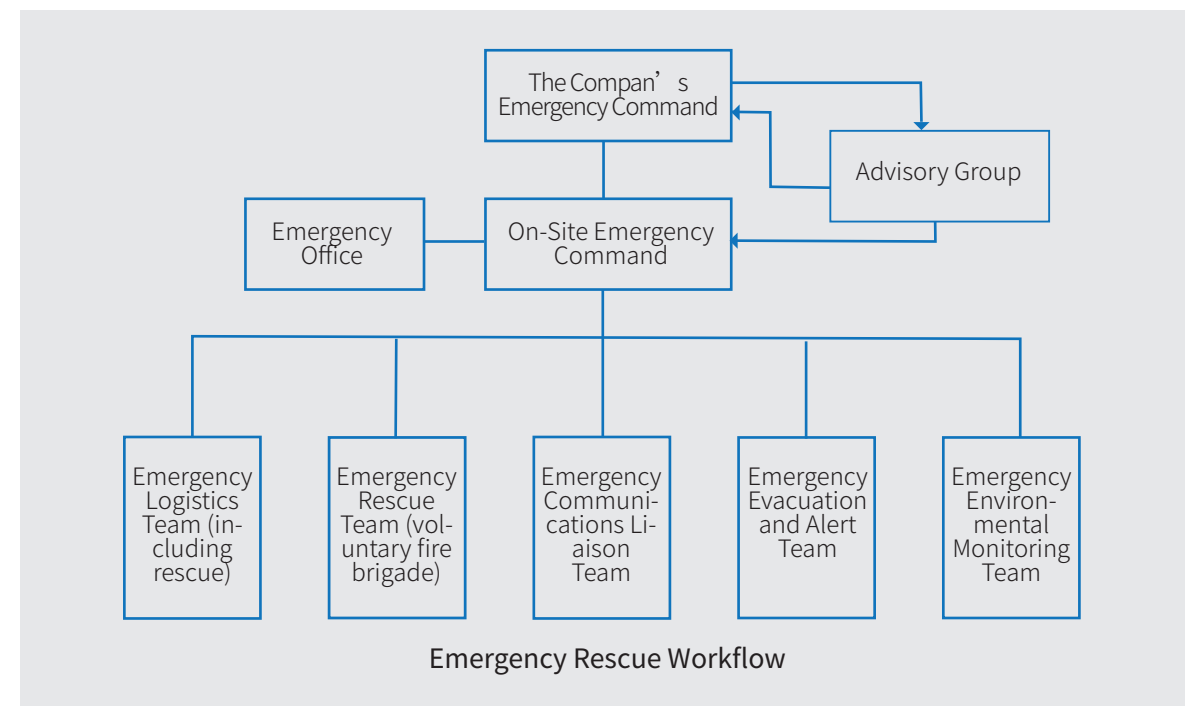 The Compan’s
Emergency Command
Advisory Group
Emergency
Office
On-Site Emergency
Command
Emergency
Logistics
Team (in-
cluding
rescue)
Emergency
Rescue
Team (vol-
untary fire
brigade)
Emergency
Communi-
cations Li-
aison
Team
Emergency
Evacuation
and Alert
Team
Emergency
Environ-
mental
Monitoring
Team
Emergency Rescue Workflow